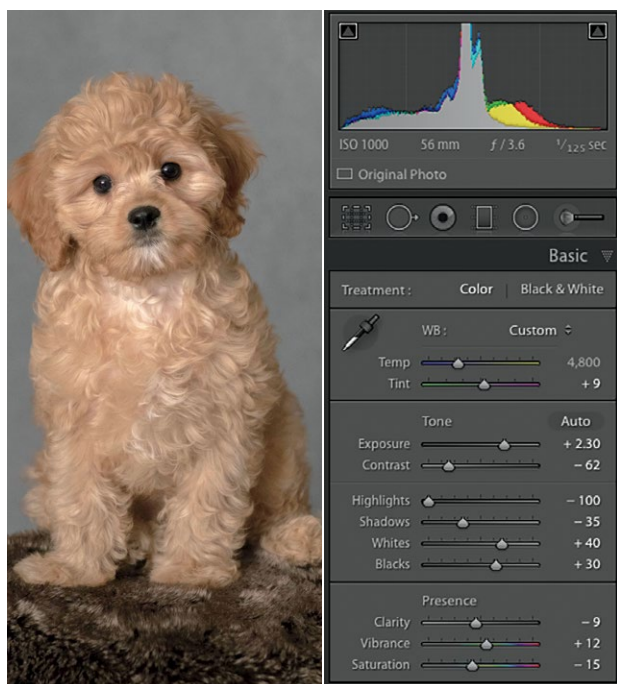 ISO 1000 56 mm ƒ / 3.6 1/125 sec
Original Photo
Basic
Treatment : Color | Black & White
WB : Custom
Temp 4,800
Tint + 9
Tone Auto
Exposure + 2.30
Contrast − 62
Highlights − 100
Shadows − 35
Whites + 40
Blacks + 30
Presence
Clarity − 9
Vibrance + 12
Saturation − 15